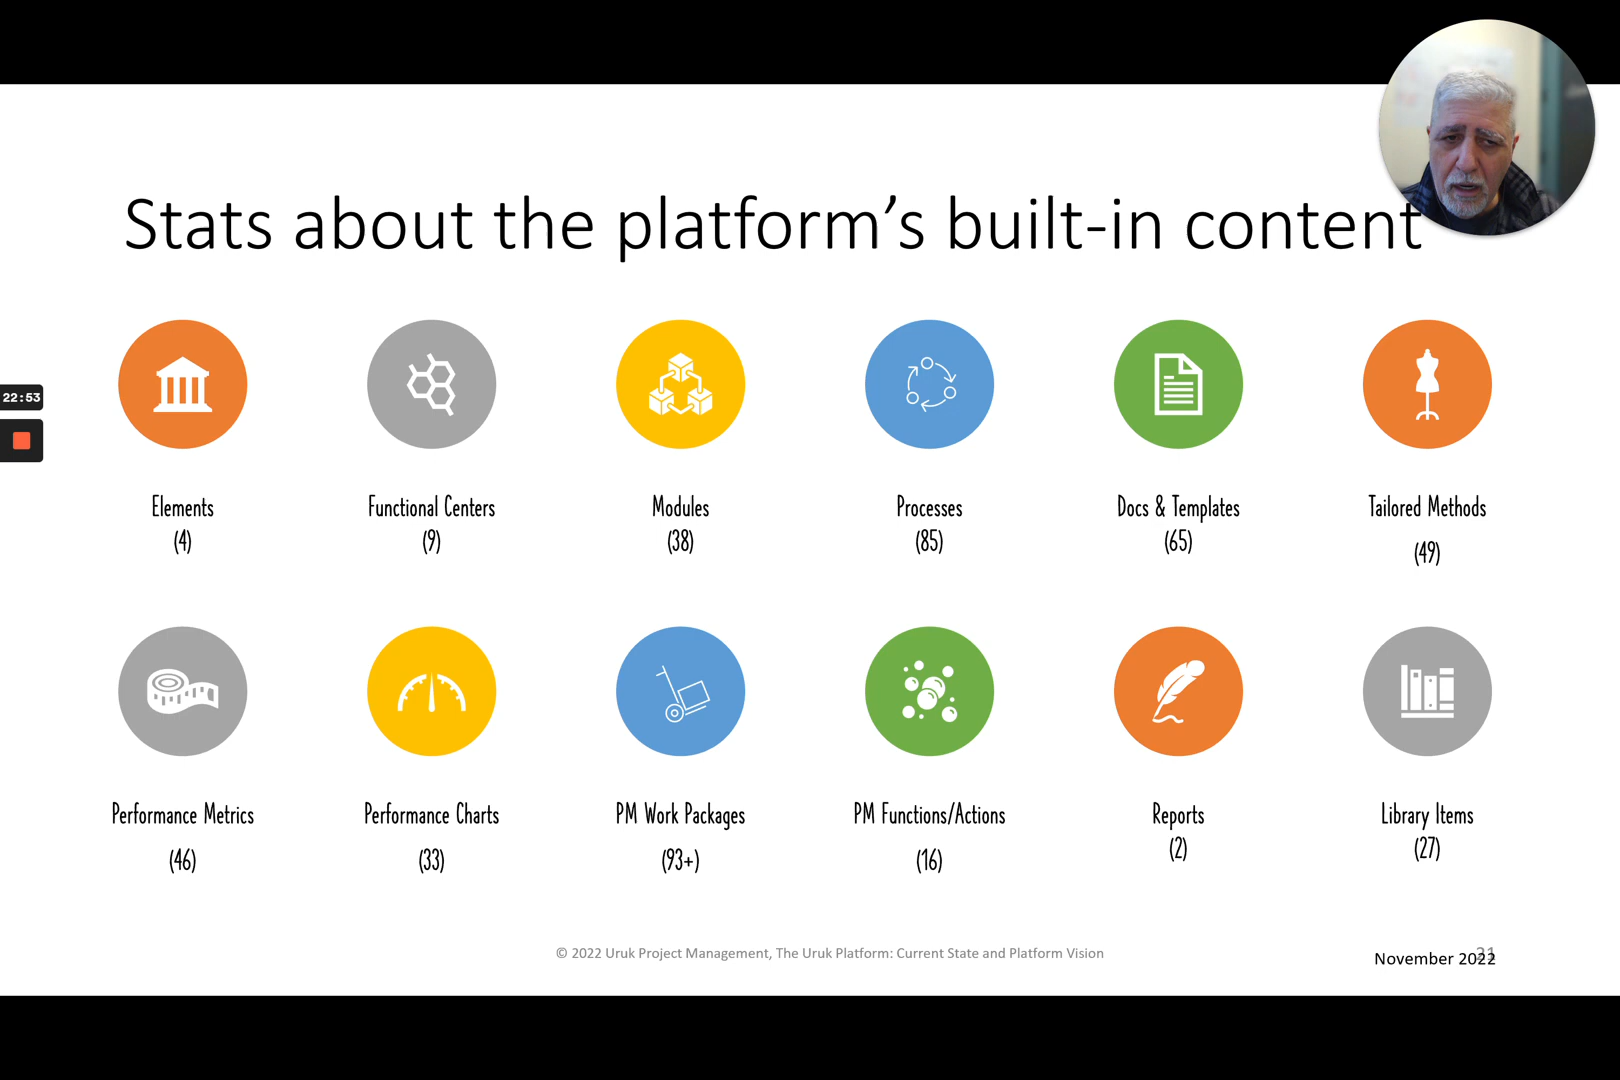 Stats about the platform’s built-in content
22:53
Elements
(4)
Functional Centers
(9)
Modules
(38)
Processes
(85)
Docs & Templates
(65)
Tailored Methods
(49)
Performance Metrics
(46)
Performance Charts
(33)
PM Work Packages
(93+)
PM Functions/Actions
(16)
Reports
(2)
Library Items
(27)
© 2022 Uruk Project Management, The Uruk Platform: Current State and Platform Vision
November 2022
21